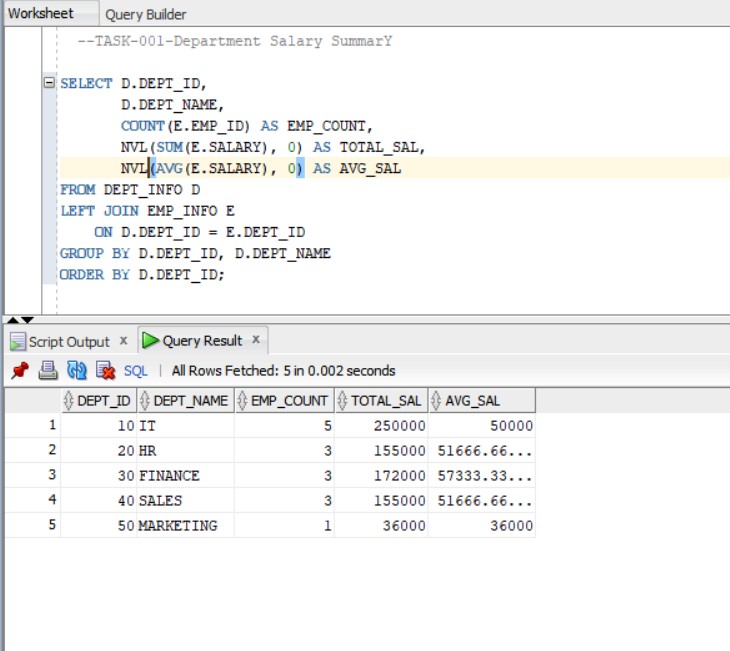 Worksheet Query Builder
--TASK-001-Department Salary SummarY
SELECT D.DEPT_ID,
D.DEPT_NAME,
COUNT(E.EMP_ID) AS EMP_COUNT,
NVL(SUM(E.SALARY), 0) AS TOTAL_SAL,
NVL(AVG(E.SALARY), 0) AS AVG_SAL
FROM DEPT_INFO D
LEFT JOIN EMP_INFO E
ON D.DEPT_ID = E.DEPT_ID
GROUP BY D.DEPT_ID, D.DEPT_NAME
ORDER BY D.DEPT_ID;
Script Output x Query Result x
SQL | All Rows Fetched: 5 in 0.002 seconds
DEPT_ID DEPT_NAME EMP_COUNT TOTAL_SAL AVG_SAL
1 10 IT 5 250000 50000
2 20 HR 3 155000 51666.66...
3 30 FINANCE 3 172000 57333.33...
4 40 SALES 3 155000 51666.66...
5 50 MARKETING 1 36000 36000